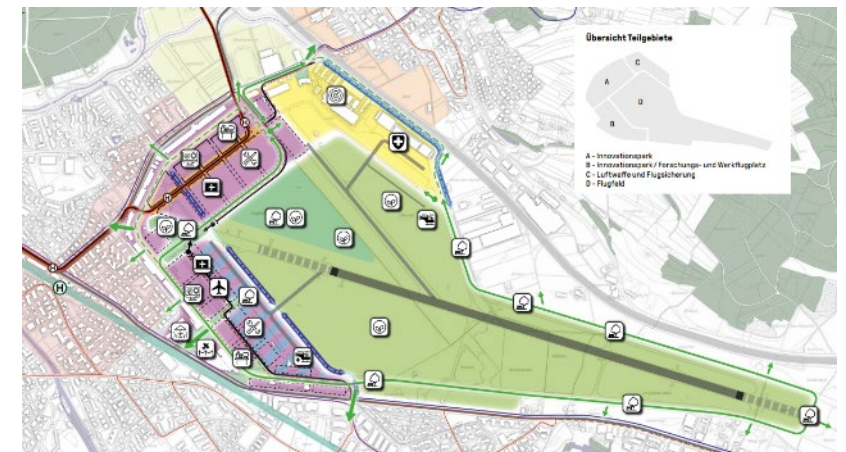 Übersicht Teilgebiete
C
A
D
B
A - Innovationspark
B - Innovationspark / Forschungs- und Werkflugplatz
C - Luftwaffe und Flugsicherung
D - Flugfeld
H
H
H
H